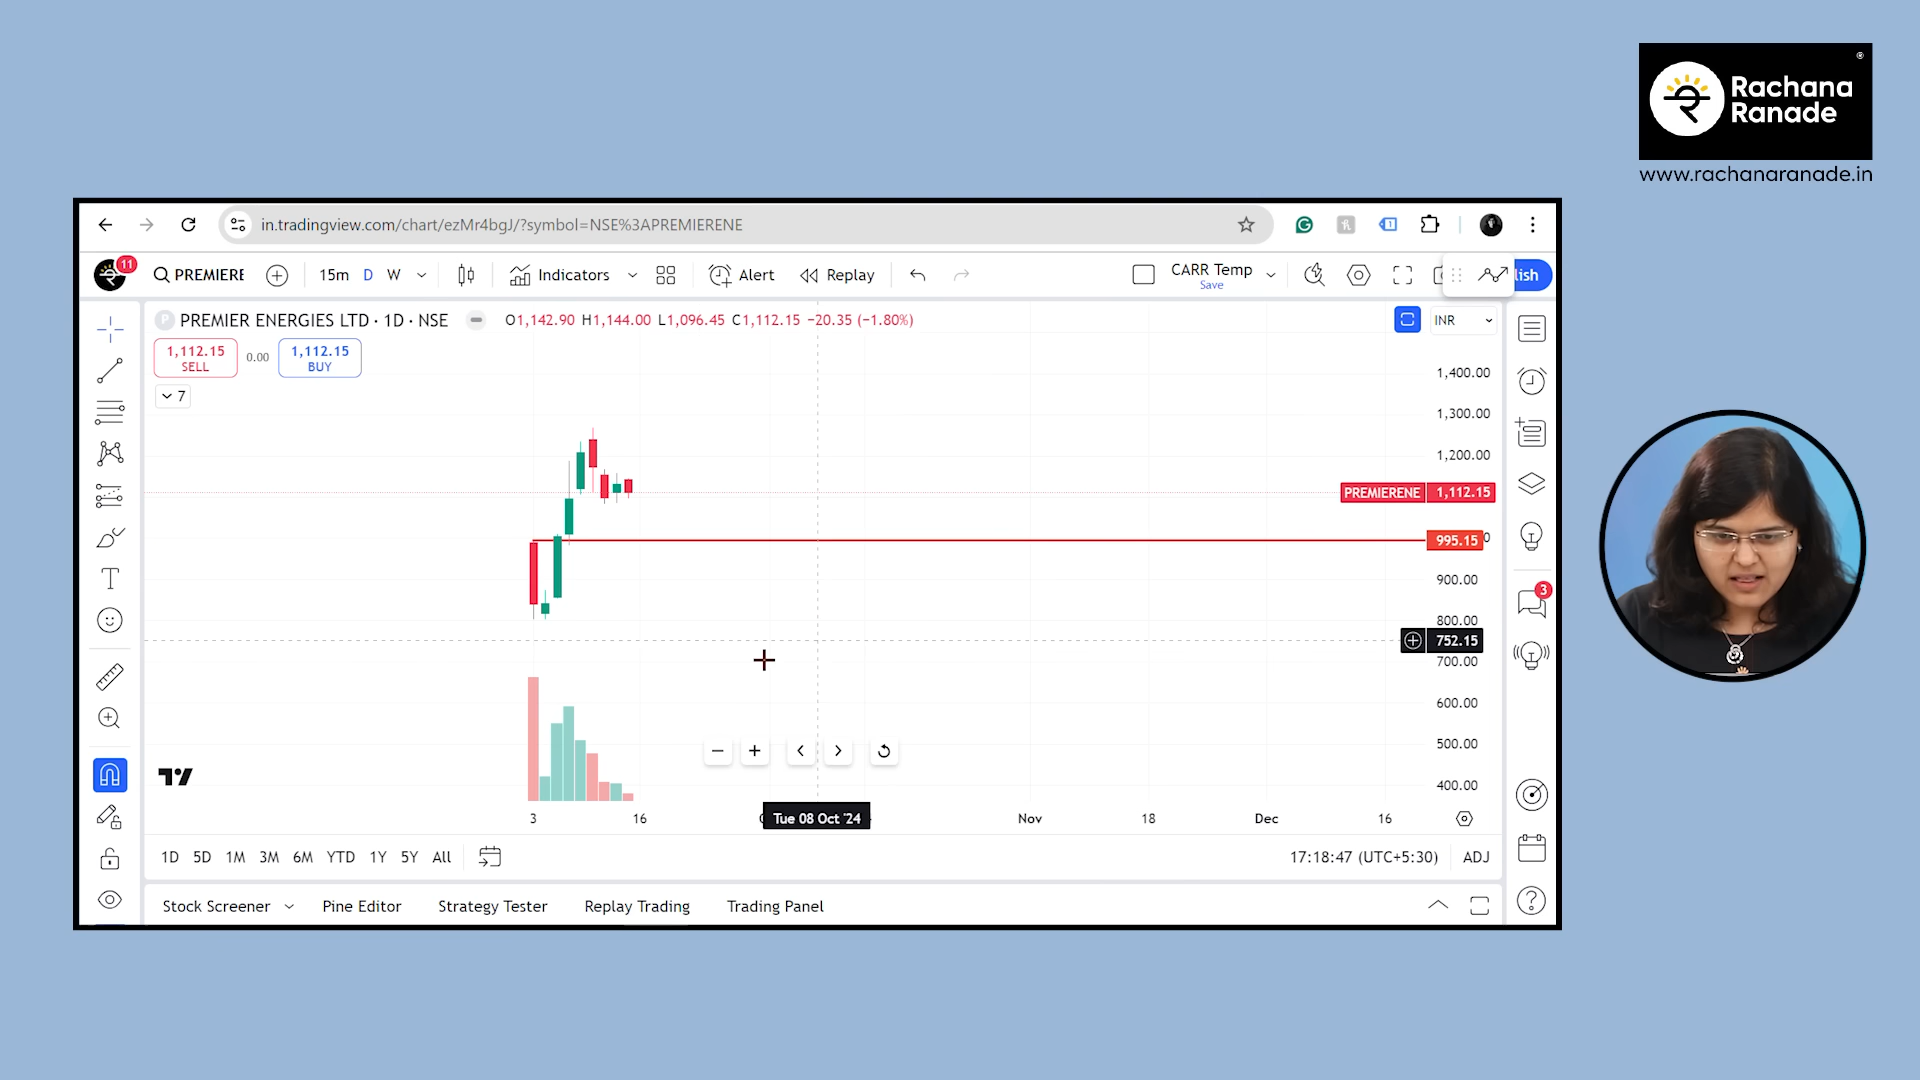 Rachana
Ranade
®
www.rachanaranade.in
in.tradingview.com/chart/ezMr4bgJ/?symbol=NSE%3APREMIERENE
11
PREMIERE
15m D W
Indicators
Alert
Replay
CARR Temp
Save
lish
P PREMIER ENERGIES LTD · 1D · NSE
O1,142.90 H1,144.00 L1,096.45 C1,112.15 −20.35 (−1.80%)
INR
1,112.15
SELL
0.00
1,112.15
BUY
7
1,400.00
1,300.00
1,200.00
PREMIERENE 1,112.15
995.15
900.00
800.00
752.15
700.00
600.00
500.00
400.00
3 16 Tue 08 Oct '24 Nov 18 Dec 16
3
1D 5D 1M 3M 6M YTD 1Y 5Y All
17:18:47 (UTC+5:30) ADJ
Stock Screener Pine Editor Strategy Tester Replay Trading Trading Panel